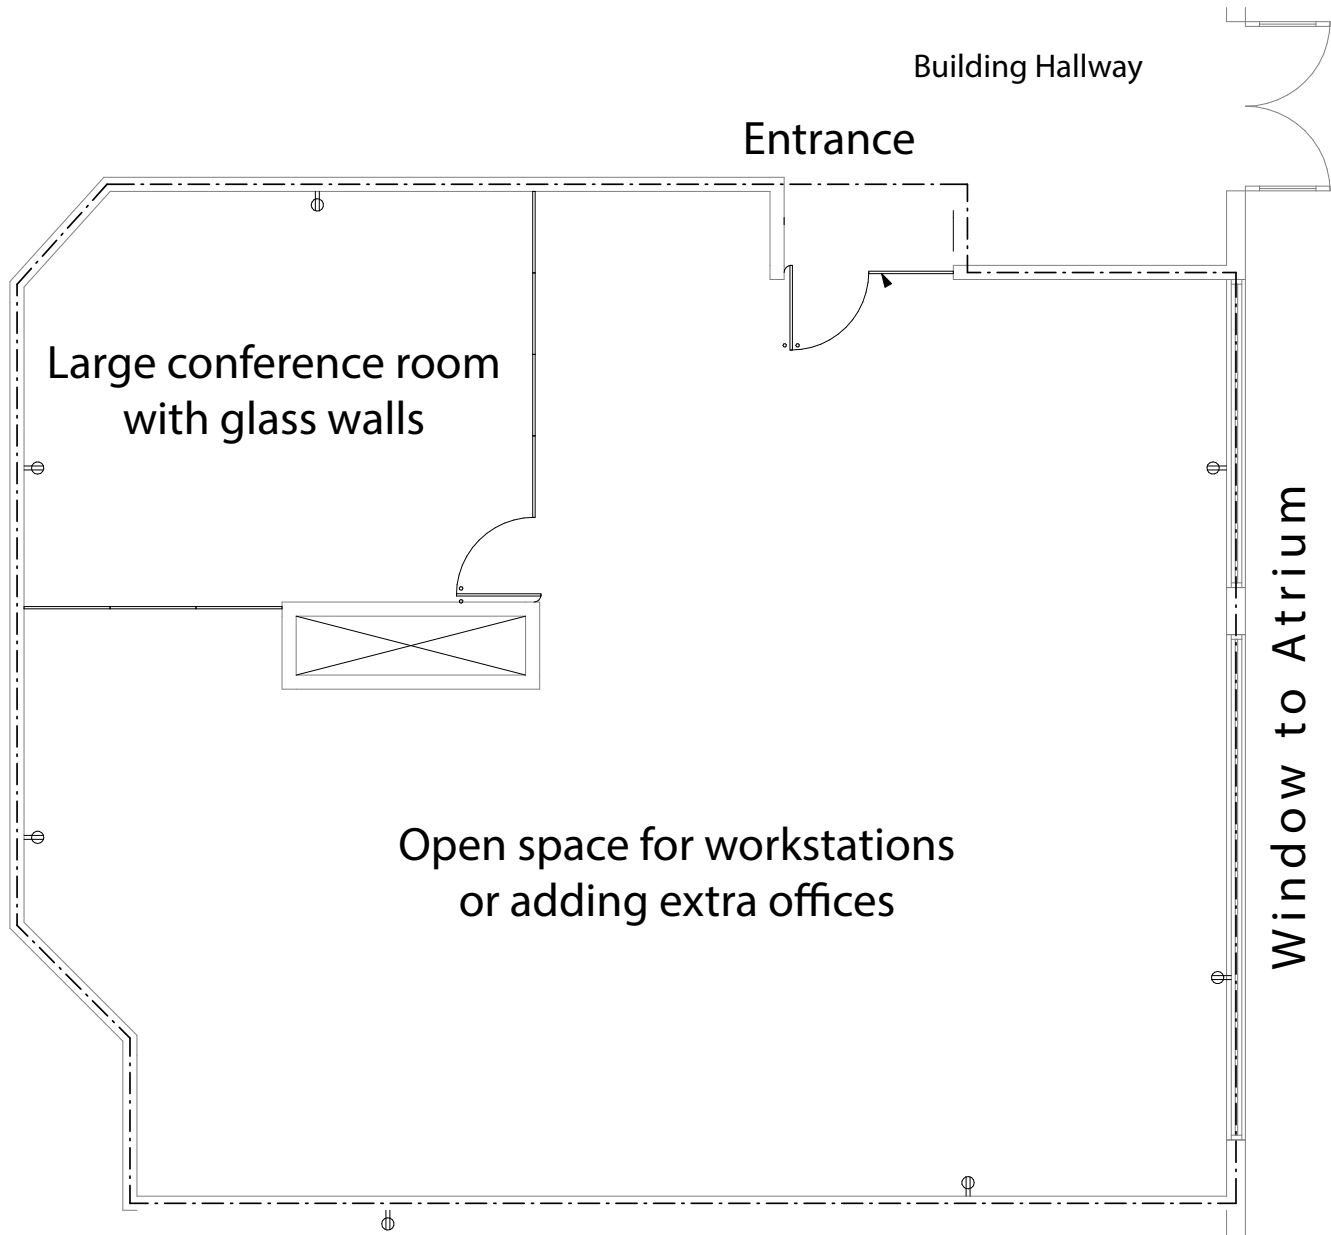 Building Hallway
Entrance
Large conference room
with glass walls
Window to Atrium
Open space for workstations
or adding extra offices